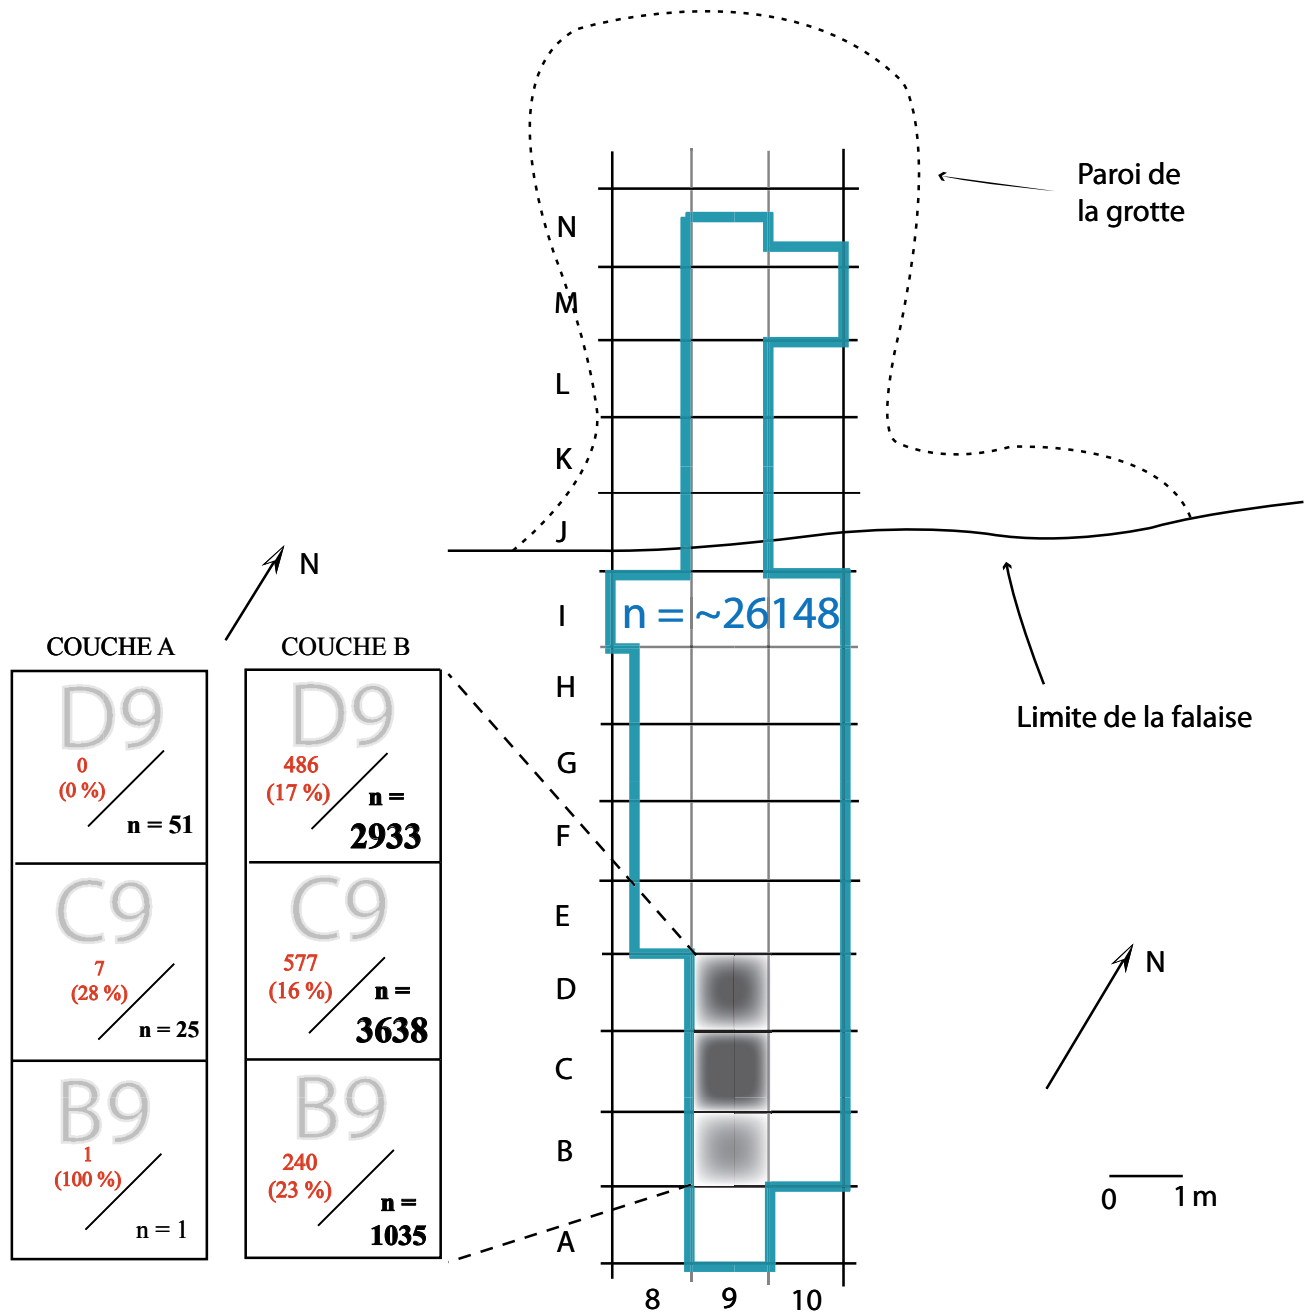 Paroi de
la grotte
N
M
L
K
J
I
n = ~26148
H
G
F
E
D
C
B
A
8
9
10
Limite de la falaise
N
0
1 m
N
COUCHE A
D9
0
(0 %)
n = 51
C9
7
(28 %)
n = 25
B9
1
(100 %)
n = 1
COUCHE B
D9
486
(17 %)
n =
2933
C9
577
(16 %)
n =
3638
B9
240
(23 %)
n =
1035